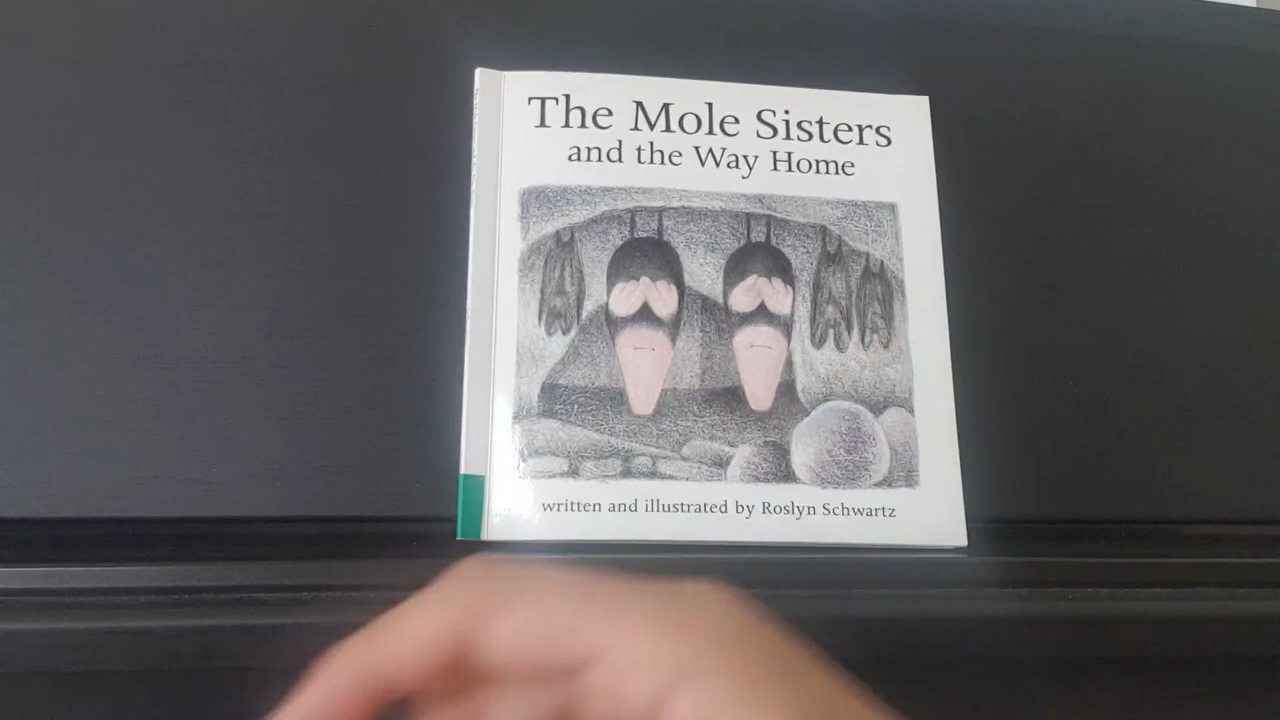 The Mole Sisters
and the Way Home
written and illustrated by Roslyn Schwartz